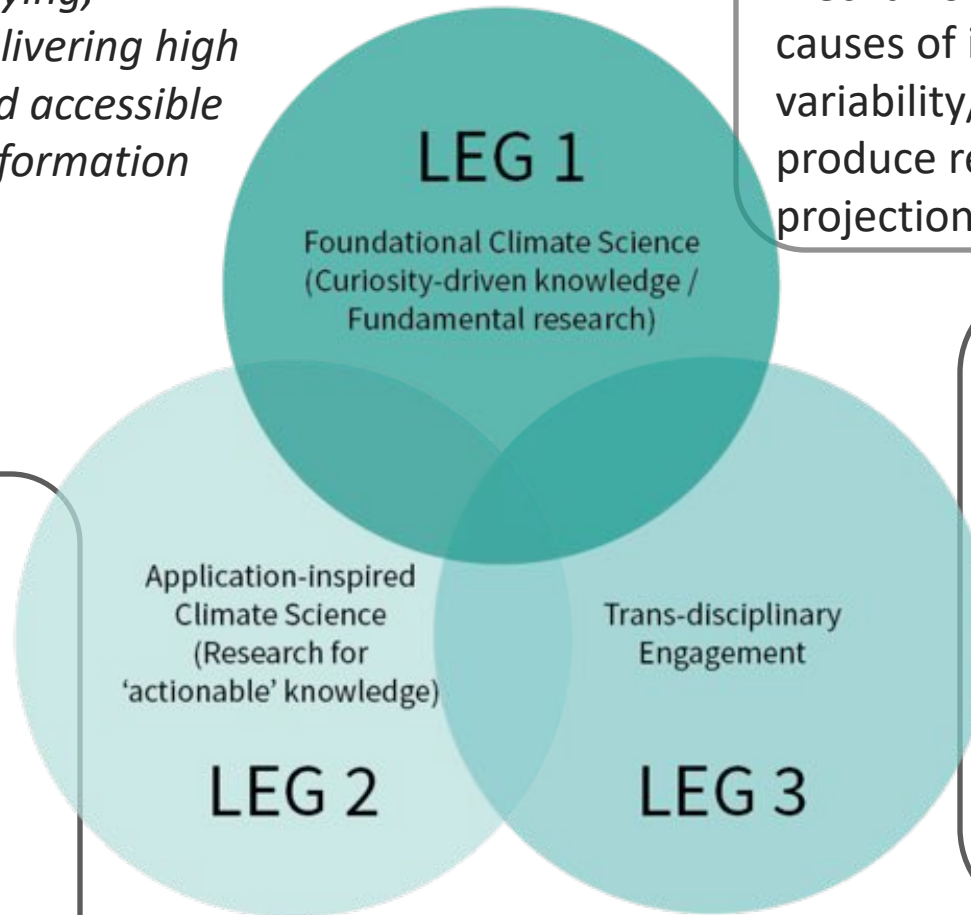 livering high
d accessible
formation
causes of i
variability,
produce re
projection
LEG 1
Foundational Climate Science
(Curiosity-driven knowledge /
Fundamental research)
Application-inspired
Climate Science
(Research for
‘actionable’ knowledge)
LEG 2
Trans-disciplinary
Engagement
LEG 3